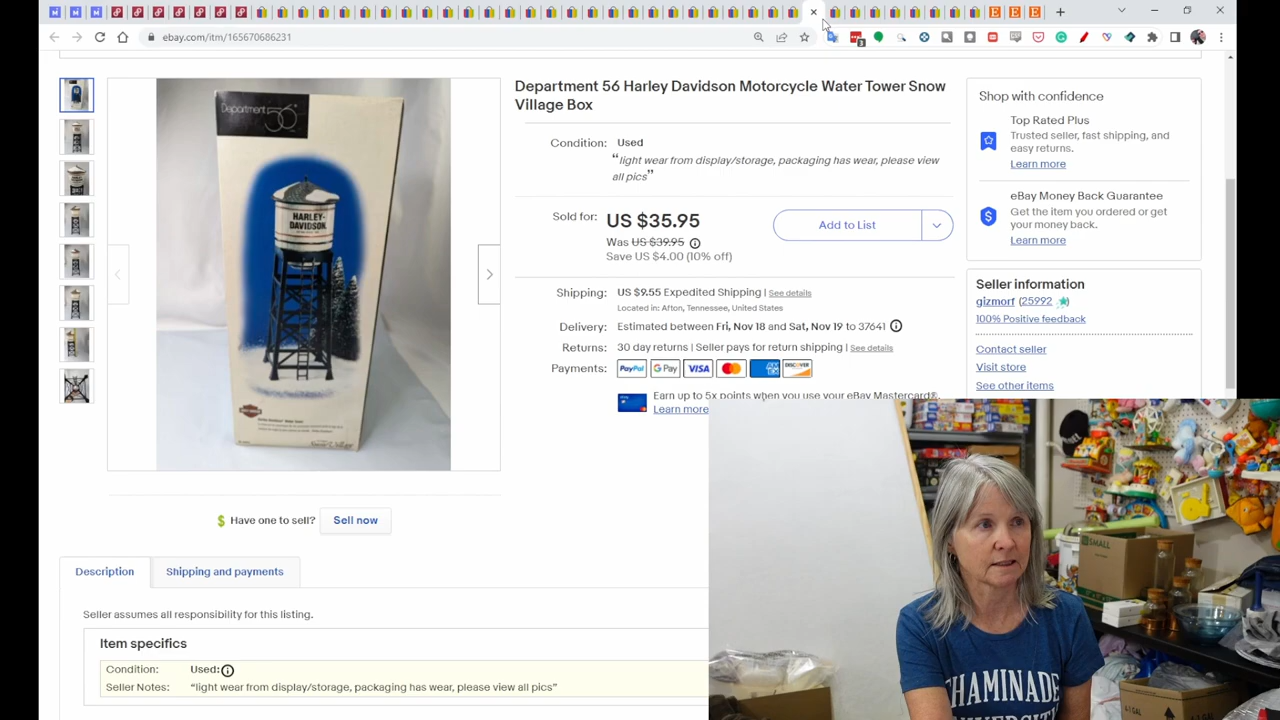 ebay.com/itm/165670686231
3
Department 56
HARLEY-
DAVIDSON
Department 56 Harley Davidson Motorcycle Water Tower Snow
Village Box
Condition: Used
"light wear from display/storage, packaging has wear, please view
all pics"
Sold for: US $35.95
Was US $39.95
Save US $4.00 (10% off)
Add to List
Shipping: US $9.55 Expedited Shipping | See details
Located in: Afton, Tennessee, United States
Delivery: Estimated between Fri, Nov 18 and Sat, Nov 19 to 37641
Returns: 30 day returns | Seller pays for return shipping | See details
Payments: PayPal G Pay VISA DISCOVER
Earn up to 5x points when you use your eBay Mastercard®.
Learn more
Shop with confidence
Top Rated Plus
Trusted seller, fast shipping, and
easy returns.
Learn more
eBay Money Back Guarantee
Get the item you ordered or get
your money back.
Learn more
Seller information
gizmorf (25992)
100% Positive feedback
Contact seller
Visit store
See other items
Have one to sell? Sell now
Description
Shipping and payments
Seller assumes all responsibility for this listing.
Item specifics
Condition: Used:
Seller Notes: "light wear from display/storage, packaging has wear, please view all pics"
SMALL
CHAMINADE
UNIVERSITY